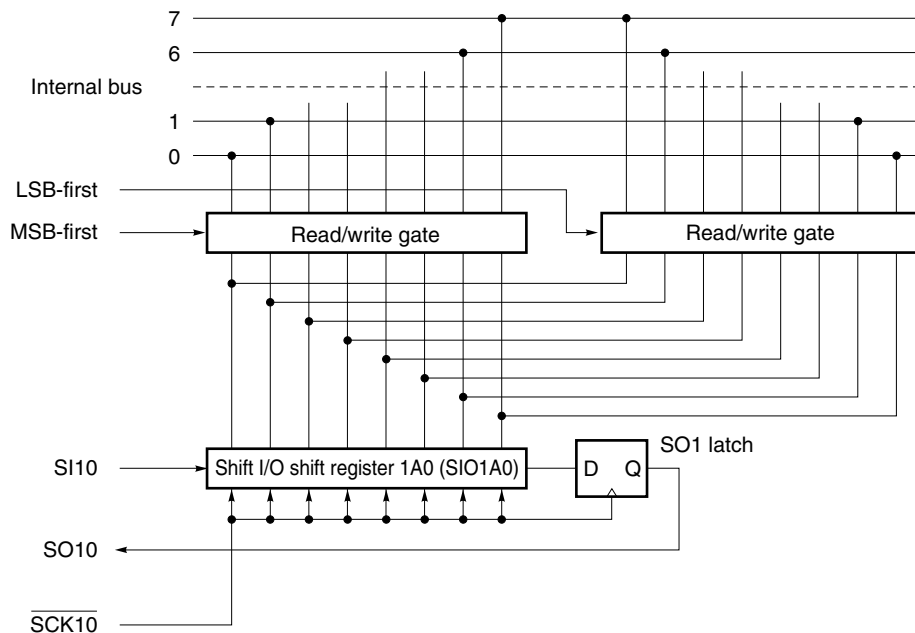 7
6
Internal bus
1
0
LSB-first
MSB-first
Read/write gate
Read/write gate
SO1 latch
SI10
Shift I/O shift register 1A0 (SIO1A0)
D Q
SO10
SCK10